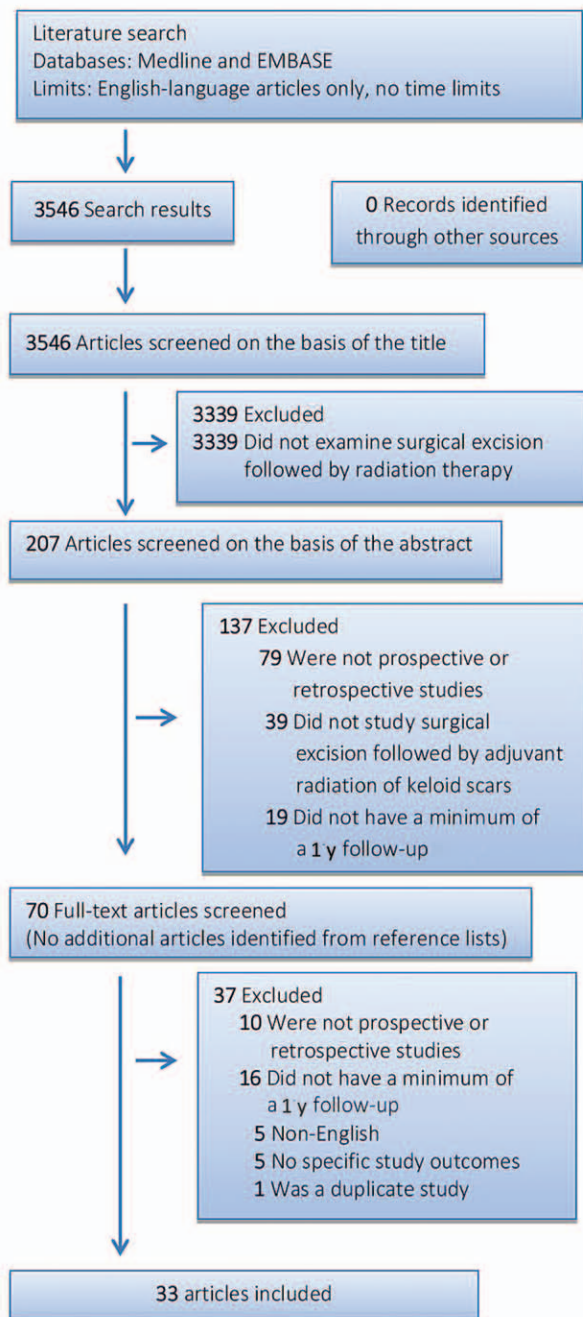 Literature search
Databases: Medline and EMBASE
Limits: English-language articles only, no time limits
3546 Search results
0 Records identified
through other sources
3546 Articles screened on the basis of the title
3339 Excluded
3339 Did not examine surgical excision
followed by radiation therapy
207 Articles screened on the basis of the abstract
137 Excluded
79 Were not prospective or
retrospective studies
39 Did not study surgical
excision followed by adjuvant
radiation of keloid scars
19 Did not have a minimum of
a 1 y follow-up
70 Full-text articles screened
(No additional articles identified from reference lists)
37 Excluded
10 Were not prospective or
retrospective studies
16 Did not have a minimum of
a 1 y follow-up
5 Non-English
5 No specific study outcomes
1 Was a duplicate study
33 articles included